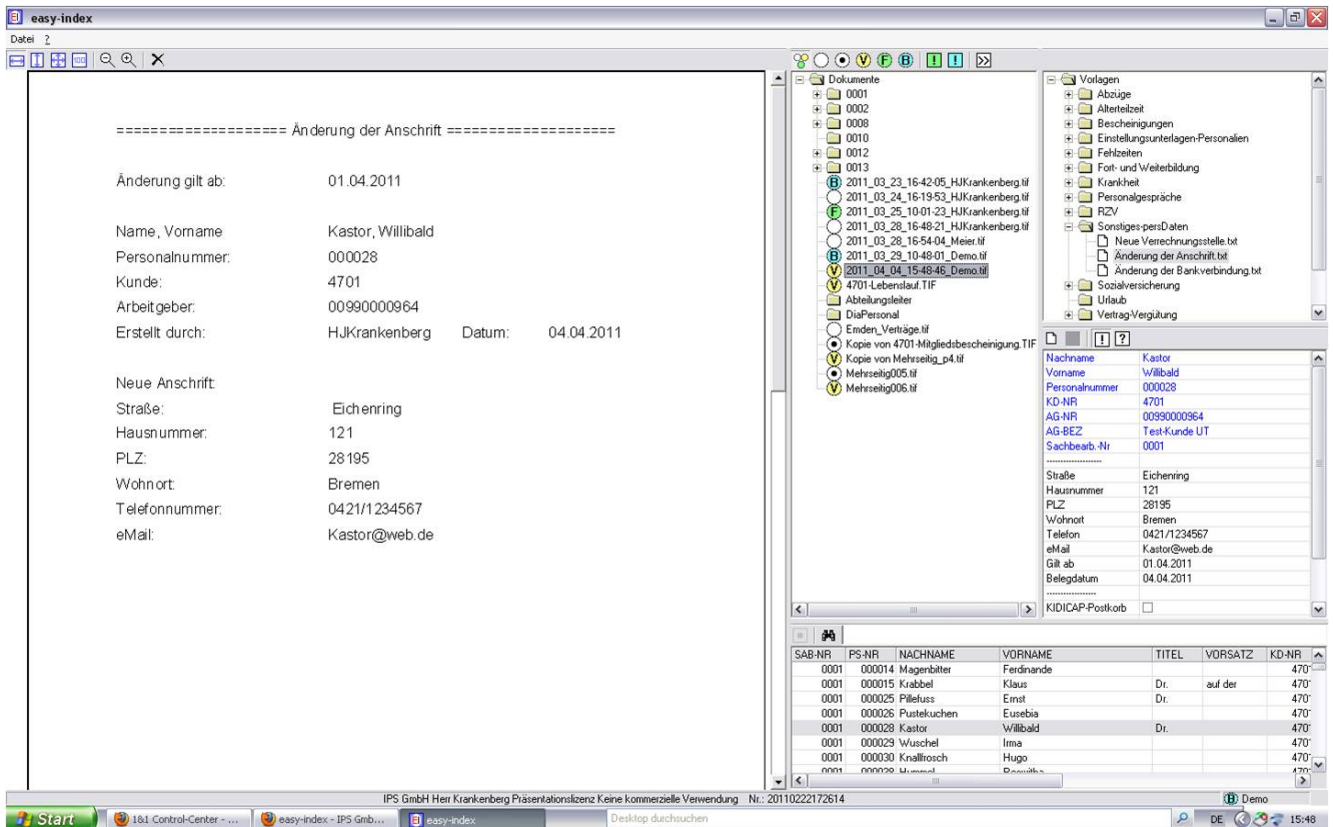 easy-index
Datei ?
100
V F B ! !
==================== Änderung der Anschrift ====================
Änderung gilt ab: 01.04.2011
Name, Vorname Kastor, Willibald
Personalnummer: 000028
Kunde: 4701
Arbeitgeber: 00990000964
Erstellt durch: HJKrankenberg Datum: 04.04.2011
Neue Anschrift:
Straße: Eichenring
Hausnummer: 121
PLZ: 28195
Wohnort: Bremen
Telefonnummer: 0421/1234567
eMail: Kastor@web.de
Dokumente
0001
0002
0008
0010
0012
0013
B 2011_03_23_16-42-05_HJKrankenberg.tif
2011_03_24_16-19-53_HJKrankenberg.tif
F 2011_03_25_10-01-23_HJKrankenberg.tif
2011_03_28_16-48-21_HJKrankenberg.tif
2011_03_28_16-54-04_Meier.tif
B 2011_03_29_10-48-01_Demo.tif
V 2011_04_04_15-48-46_Demo.tif
V 4701-Lebenslauf.TIF
Abteilungsleiter
DiaPersonal
Emden_Verträge.tif
Kopie von 4701-Mitgliedsbescheinigung.TIF
V Kopie von Mehrseitig_p4.tif
Mehrseitig005.tif
V Mehrseitig006.tif
Vorlagen
Abzüge
Alterteilzeit
Bescheinigungen
Einstellungsunterlagen-Personalien
Fehlzeiten
Fort- und Weiterbildung
Krankheit
Personalgespräche
RZV
Sonstiges-persDaten
Neue Verrechnungsstelle.txt
Änderung der Anschrift.txt
Änderung der Bankverbindung.txt
Sozialversicherung
Urlaub
Vertrag-Vergütung
! ?
Nachname Kastor
Vorname Willibald
Personalnummer 000028
KD-NR 4701
AG-NR 00990000964
AG-BEZ Test-Kunde UT
Sachbearb.-Nr 0001
--------------------
Straße Eichenring
Hausnummer 121
PLZ 28195
Wohnort Bremen
Telefon 0421/1234567
eMail Kastor@web.de
Gilt ab 01.04.2011
Belegdatum 04.04.2011
------------------
KIDICAP-Postkorb
SAB-NR PS-NR NACHNAME VORNAME TITEL VORSATZ KD-NR
0001 000014 Magenbitter Ferdinande 470
0001 000015 Krabbel Klaus Dr. auf der 470
0001 000025 Pillefuss Ernst Dr. 470
0001 000026 Pustekuchen Eusebia 470
0001 000028 Kastor Willibald Dr. 470
0001 000029 Wuschel Irma 470
0001 000030 Knallfrosch Hugo 470
IPS GmbH Herr Krankenberg Präsentationslizenz Keine kommerzielle Verwendung Nr.: 20110222172614
B Demo
Start
1&1 Control-Center - ...
easy-index - IPS Gmb...
easy-index
Desktop durchsuchen
DE
15:48